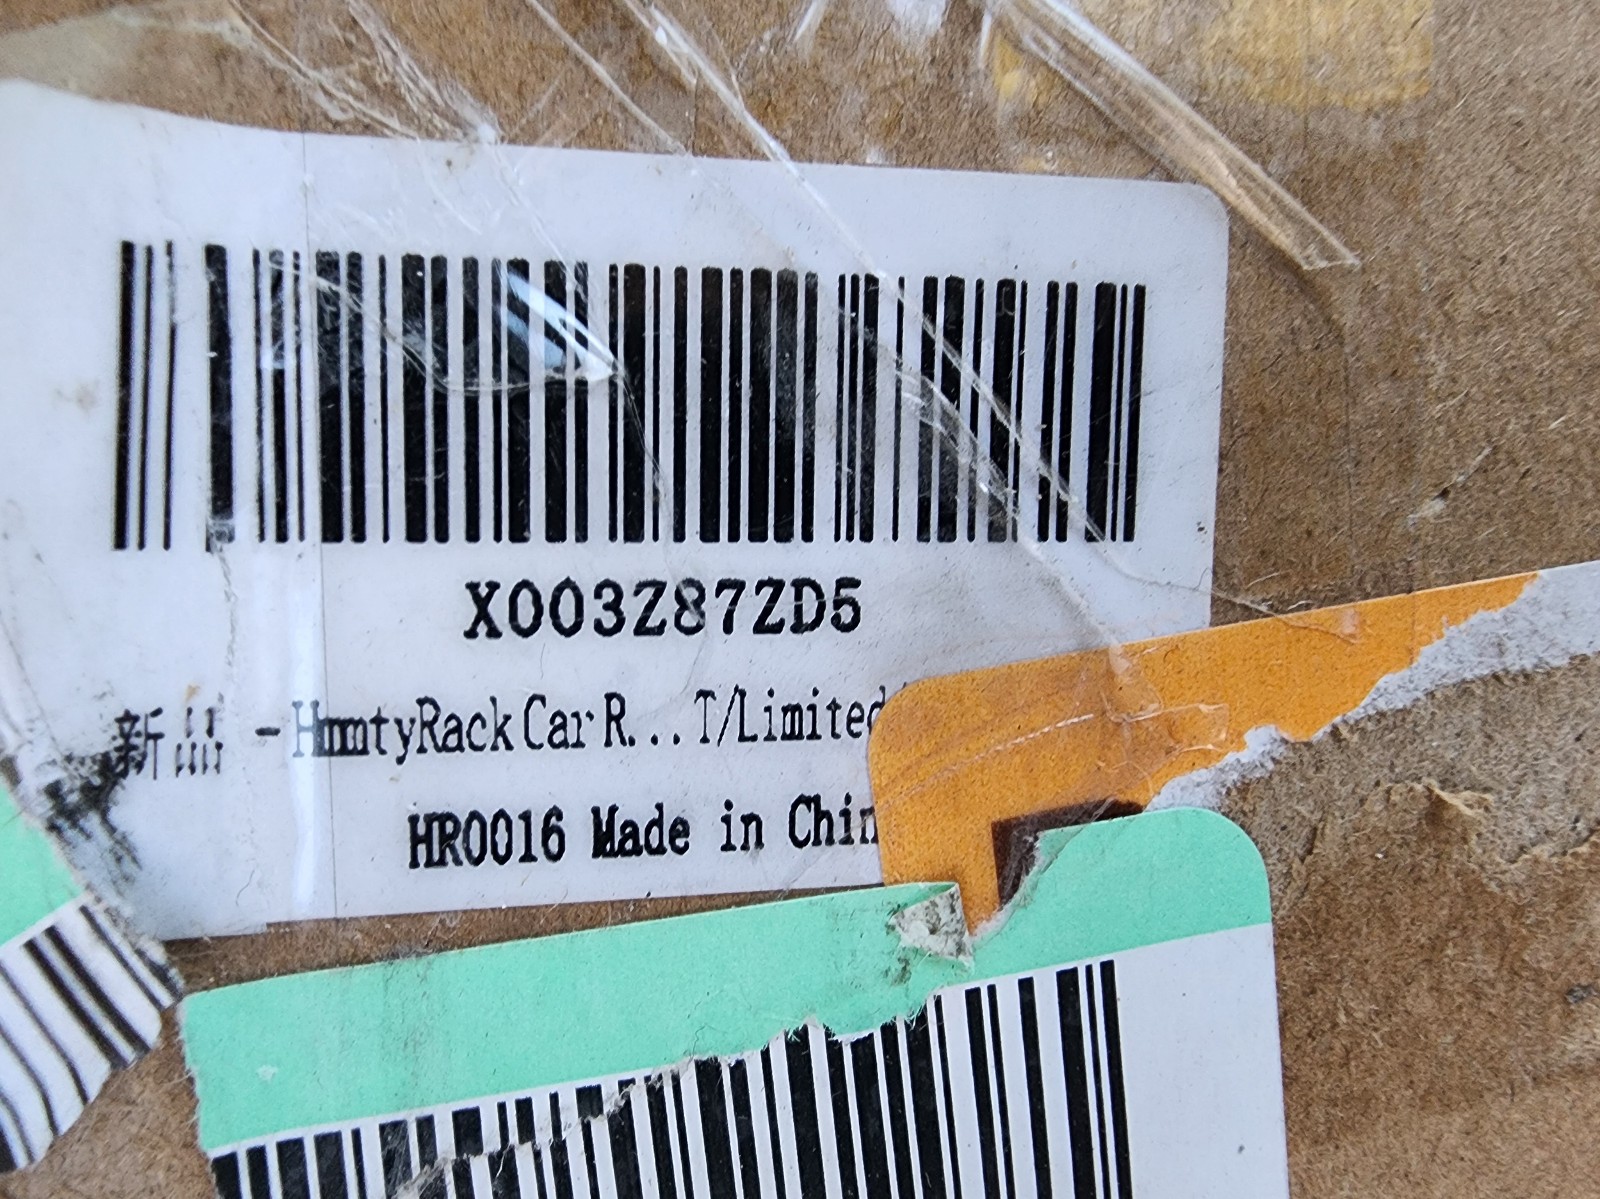 X003Z87ZD5
新品 - HmmtyRack Car R...T/Limited
HR0016 Made in Chin